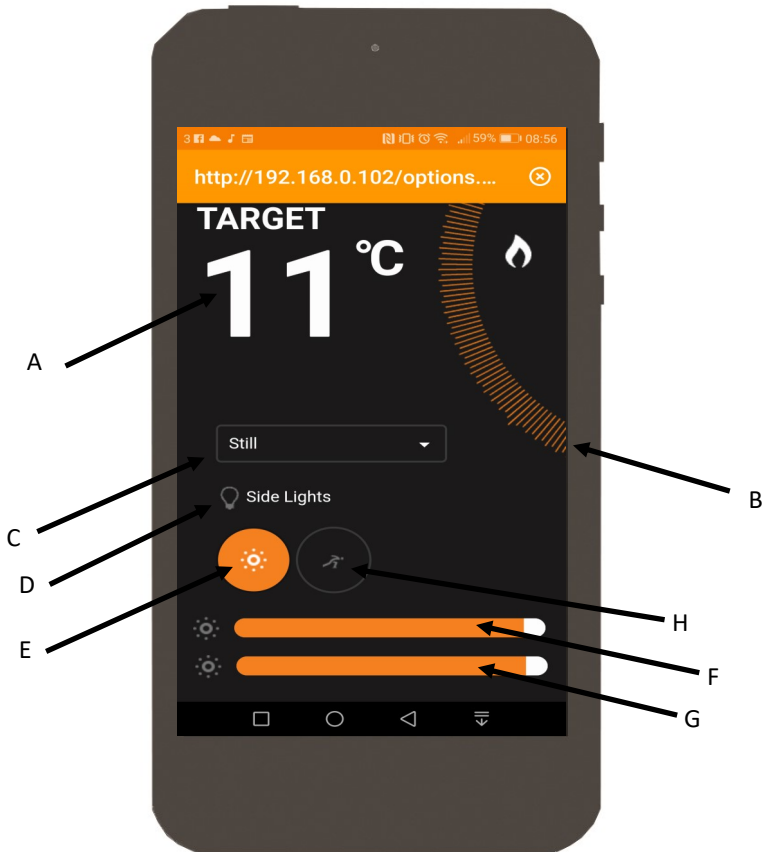 3 59% 08:56
http://192.168.0.102/options....
TARGET
11 °C
A
Still
B
C
Side Lights
D
H
E
F
G